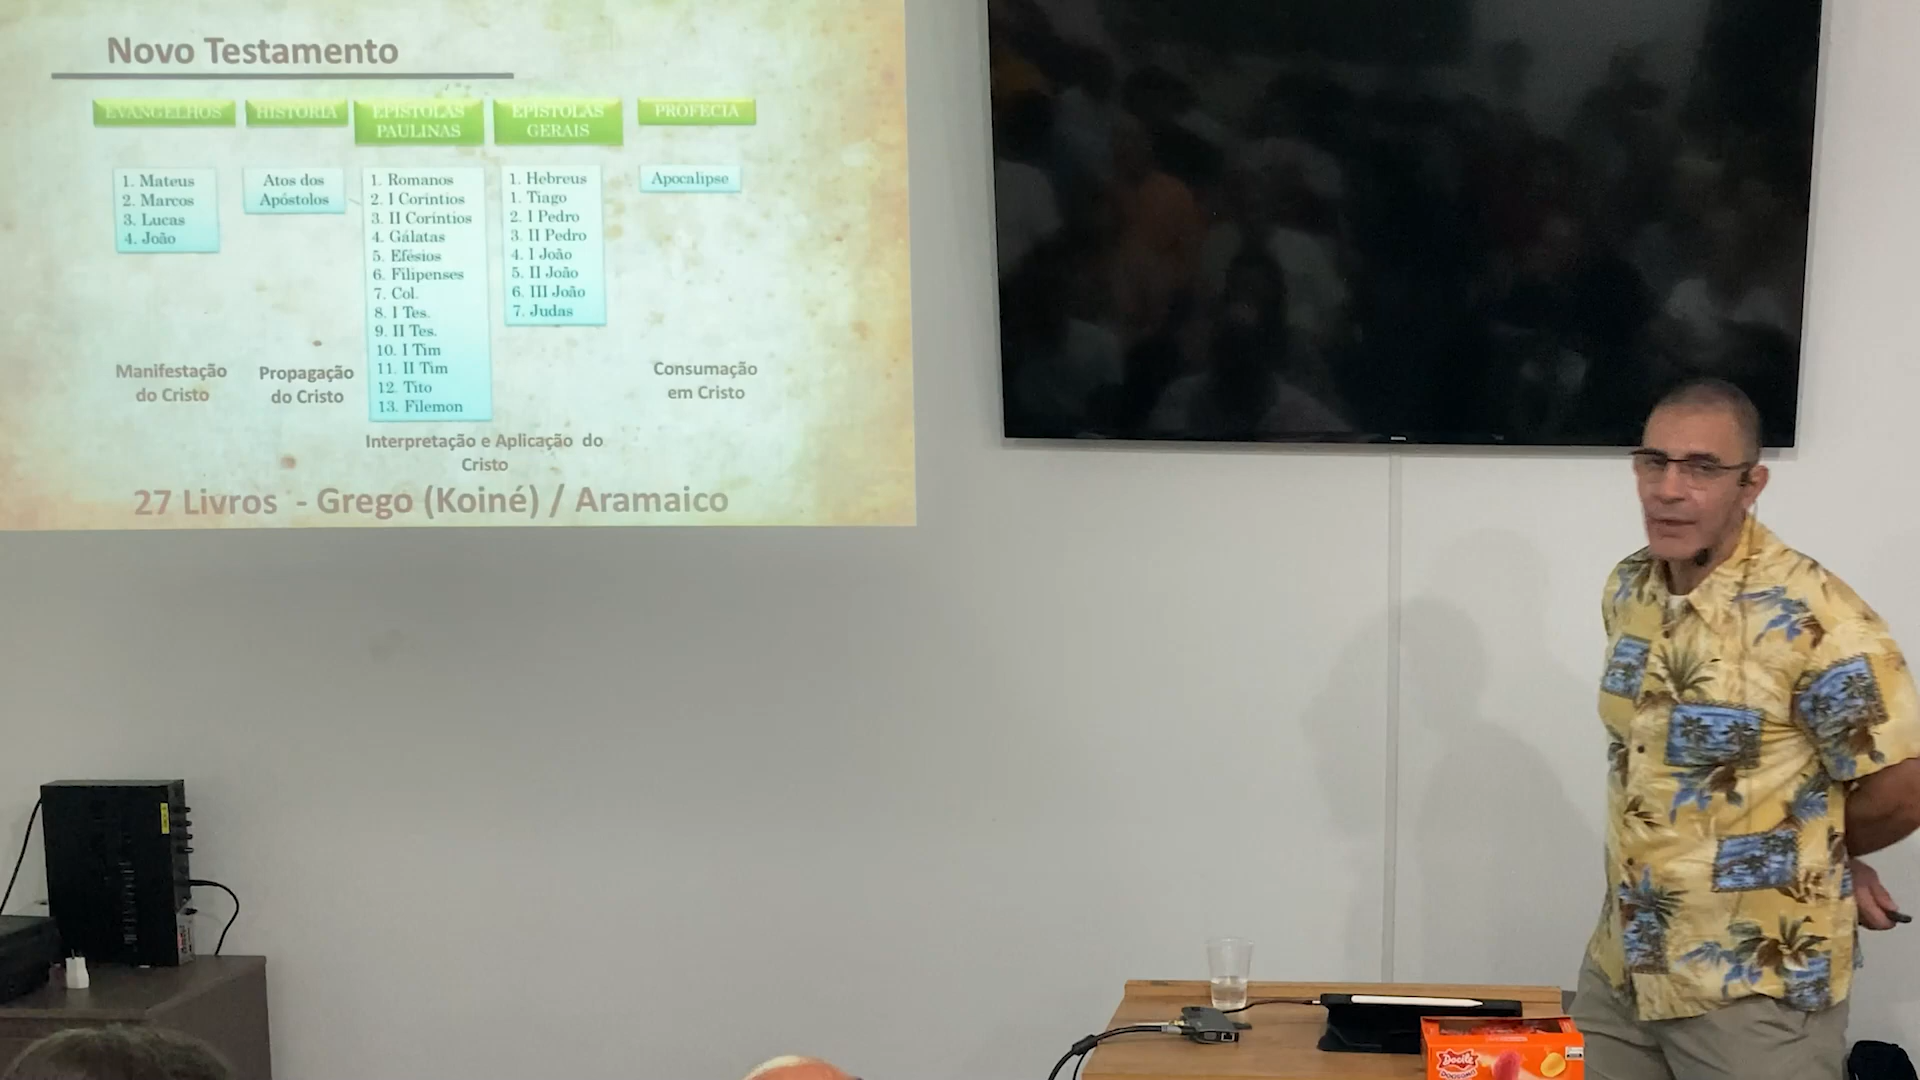 Novo Testamento
EVANGELHOS
HISTORIA
EPISTOLAS
PAULINAS
EPISTOLAS
GERAIS
PROFECIA
1. Mateus
2. Marcos
3. Lucas
4. João
Atos dos
Apóstolos
1. Romanos
2. I Coríntios
3. II Coríntios
4. Gálatas
5. Efésios
6. Filipenses
7. Col.
8. I Tes.
9. II Tes.
10. I Tim
11. II Tim
12. Tito
13. Filemon
1. Hebreus
1. Tiago
2. I Pedro
3. II Pedro
4. I João
5. II João
6. III João
7. Judas
Apocalipse
Manifestação
do Cristo
Propagação
do Cristo
Interpretação e Aplicação do
Cristo
Consumação
em Cristo
27 Livros - Grego (Koiné) / Aramaico
Docile